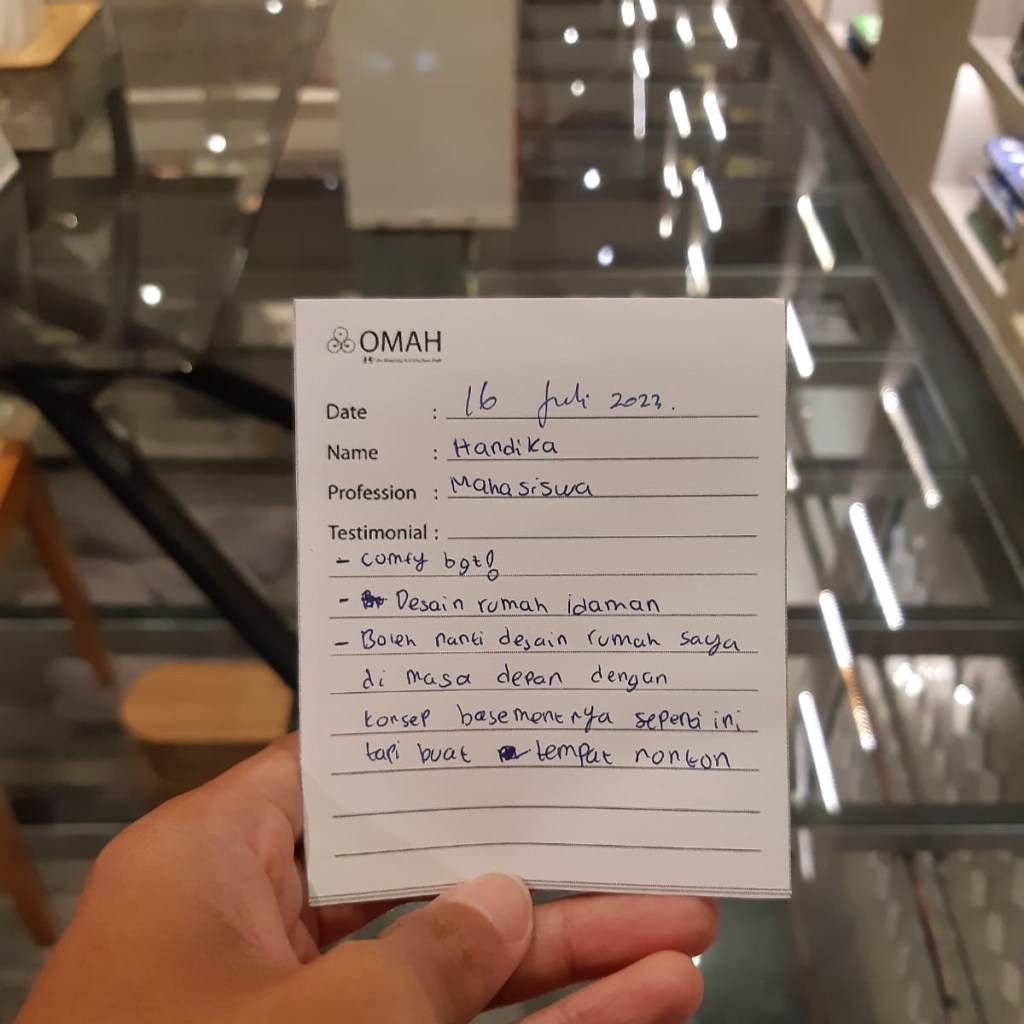 OMAH
Date : 16 Juli 2023.
Name : Handika
Profession : Mahasiswa
Testimonial :
- comfy bgt!
- Desain rumah idaman
- Boleh nanti desain rumah saya
di masa depan dengan
konsep basementnya seperti ini
tapi buat tempat nonton